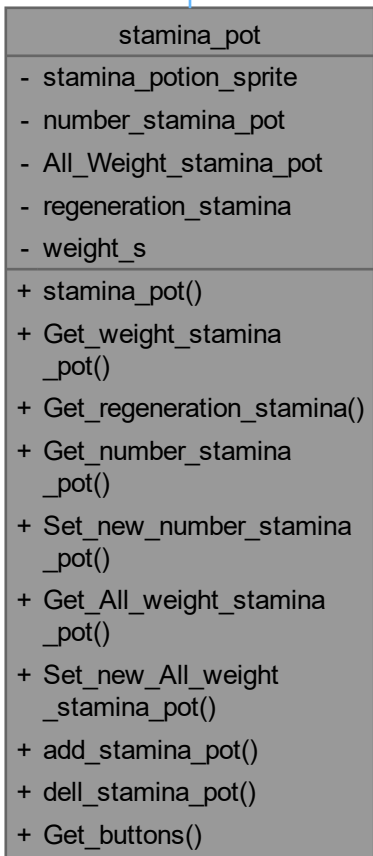 stamina_pot
- stamina_potion_sprite
- number_stamina_pot
- All_Weight_stamina_pot
- regeneration_stamina
- weight_s
+ stamina_pot()
+ Get_weight_stamina
_pot()
+ Get_regeneration_stamina()
+ Get_number_stamina
_pot()
+ Set_new_number_stamina
_pot()
+ Get_All_weight_stamina
_pot()
+ Set_new_All_weight
_stamina_pot()
+ add_stamina_pot()
+ dell_stamina_pot()
+ Get_buttons()